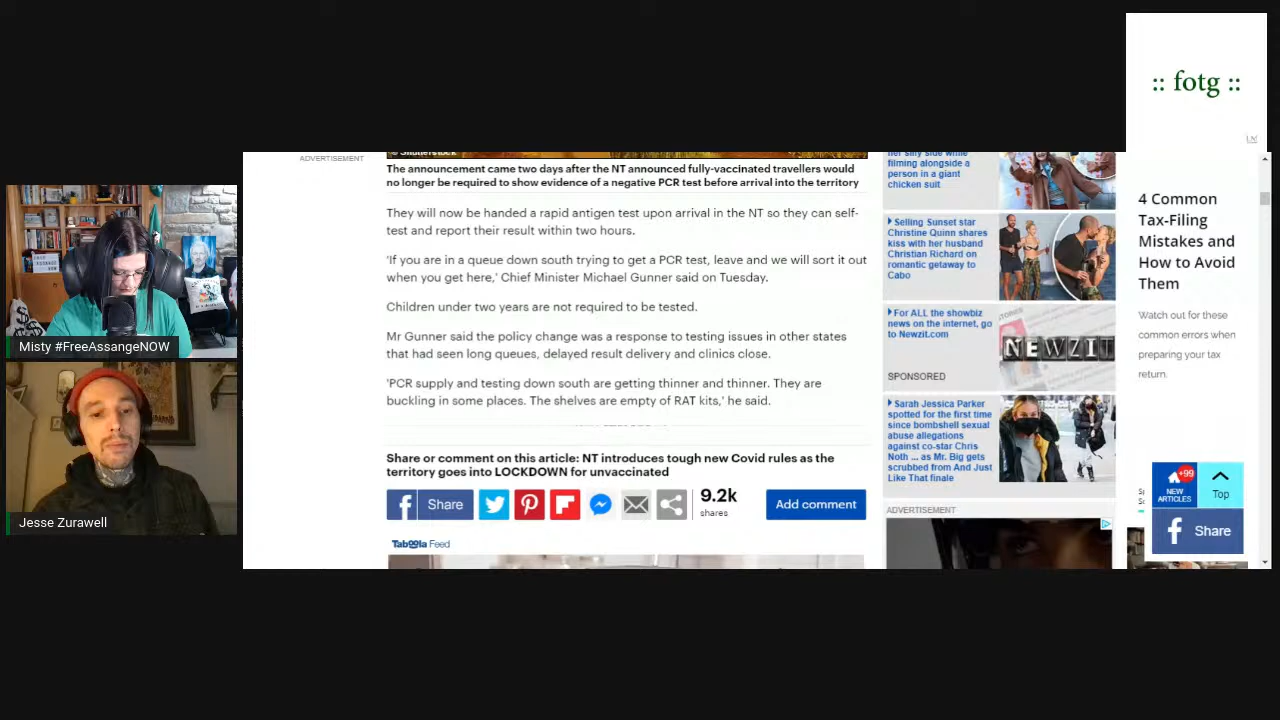 :: fotg ::
ADVERTISEMENT
The announcement came two days after the NT announced fully-vaccinated travellers would
no longer be required to show evidence of a negative PCR test before arrival into the territory
They will now be handed a rapid antigen test upon arrival in the NT so they can self-
test and report their result within two hours.
'If you are in a queue down south trying to get a PCR test, leave and we will sort it out
when you get here,' Chief Minister Michael Gunner said on Tuesday.
Children under two years are not required to be tested.
Mr Gunner said the policy change was a response to testing issues in other states
that had seen long queues, delayed result delivery and clinics close.
'PCR supply and testing down south are getting thinner and thinner. They are
buckling in some places. The shelves are empty of RAT kits,' he said.
Share or comment on this article: NT introduces tough new Covid rules as the
territory goes into LOCKDOWN for unvaccinated
Share
9.2k
shares
Add comment
Taboola Feed
her silly side while
filming alongside a
person in a giant
chicken suit
Selling Sunset star
Christine Quinn shares
kiss with her husband
Christian Richard on
romantic getaway to
Cabo
For ALL the showbiz
news on the internet, go
to Newzit.com
NEWZIT
SPONSORED
Sarah Jessica Parker
spotted for the first time
since bombshell sexual
abuse allegations
against co-star Chris
Noth ... as Mr. Big gets
scrubbed from And Just
Like That finale
ADVERTISEMENT
4 Common
Tax-Filing
Mistakes and
How to Avoid
Them
Watch out for these
common errors when
preparing your tax
return.
+99
NEW
ARTICLES
Top
Share
Misty #FreeAssangeNOW
Jesse Zurawell